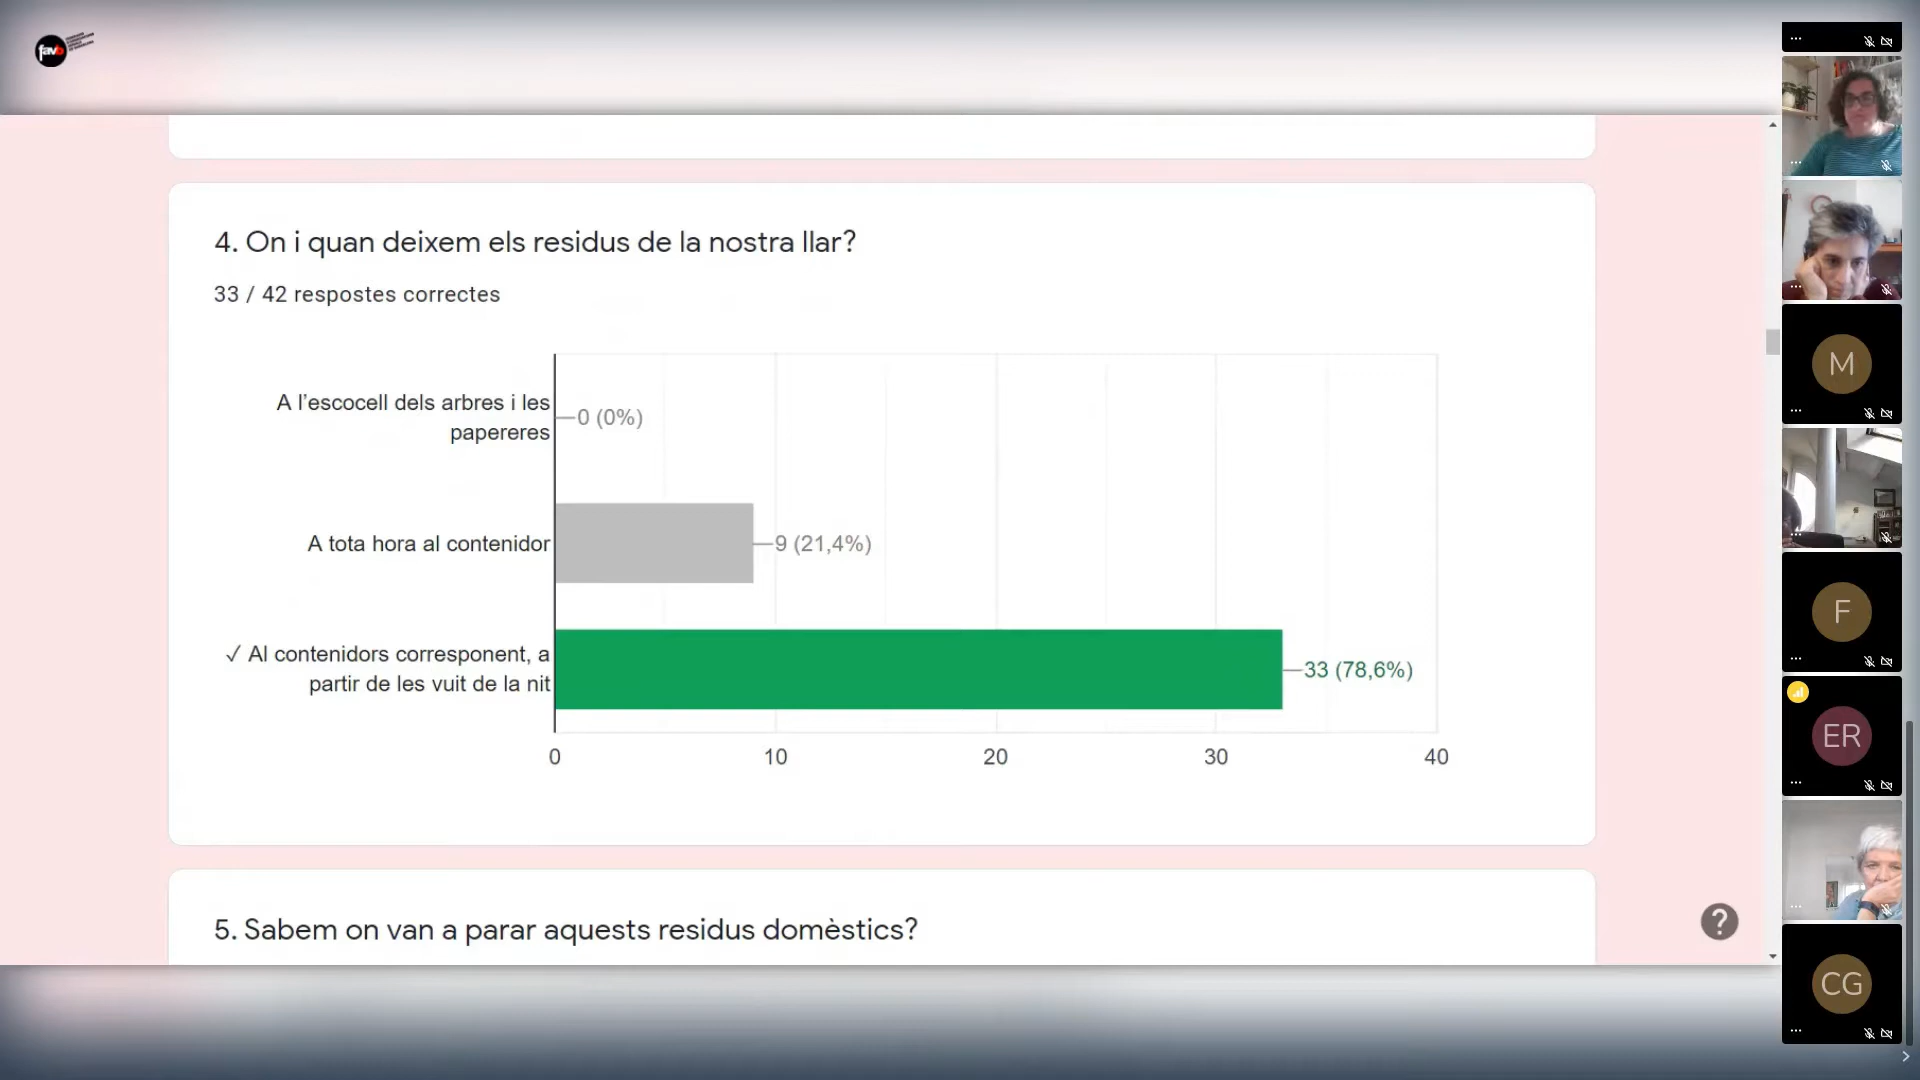 favb
4. On i quan deixem els residus de la nostra llar?
33 / 42 respostes correctes
A l'escocell dels arbres i les
papereres
0 (0%)
A tota hora al contenidor
9 (21,4%)
✓ Al contenidors corresponent, a
partir de les vuit de la nit
33 (78,6%)
0 10 20 30 40
5. Sabem on van a parar aquests residus domèstics?
?
M
F
ER
CG